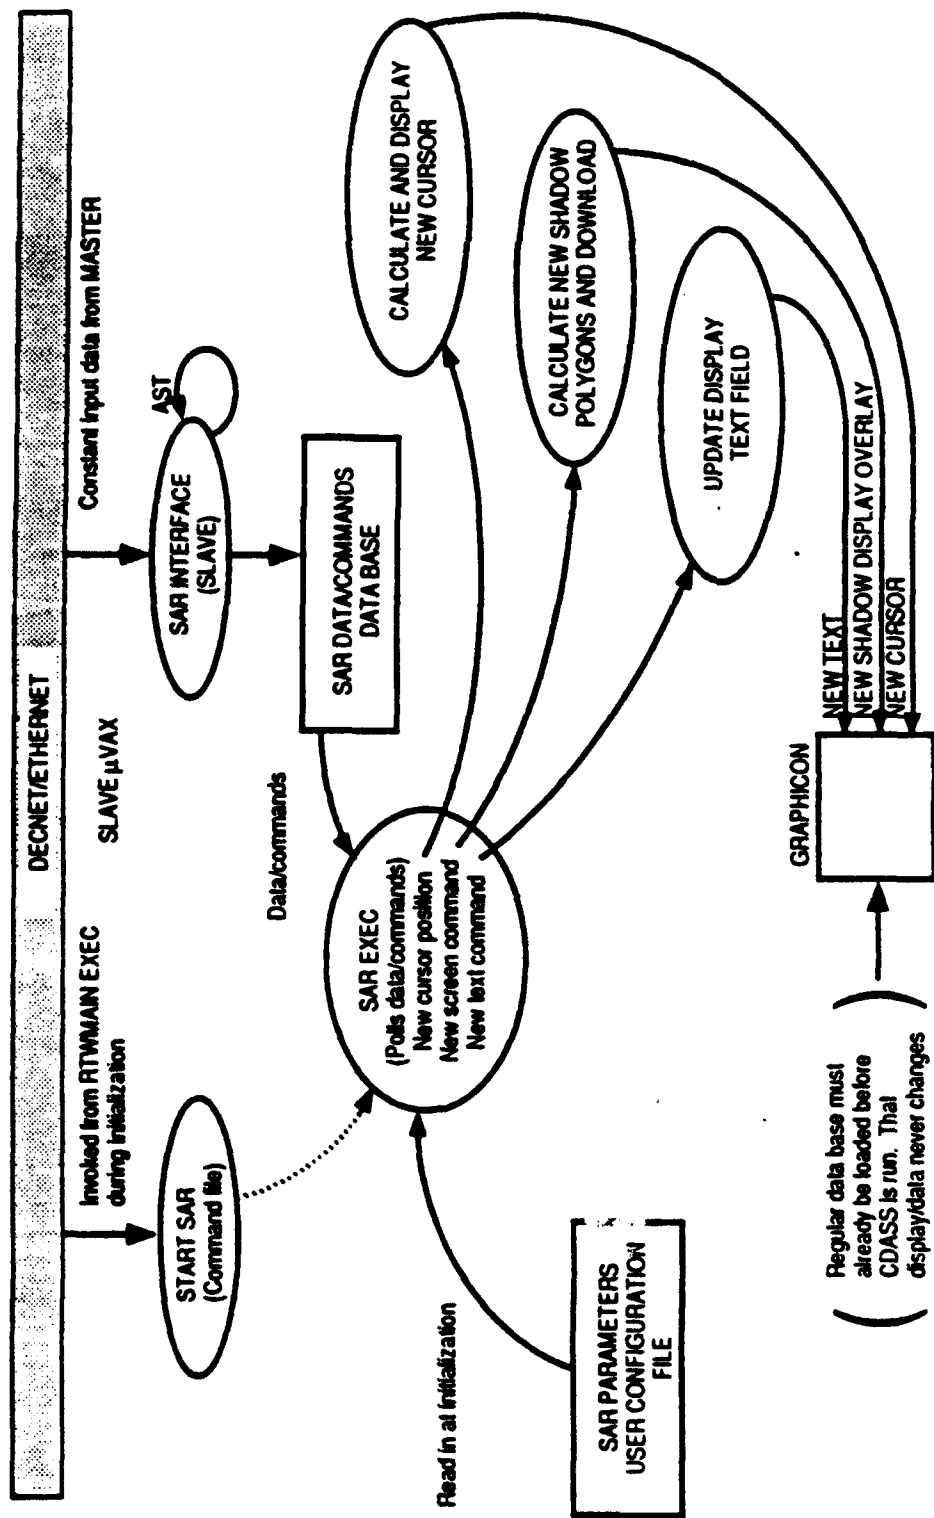 DECNET/ETHERNET
SLAVE µVAX
Invoked from RTWMAIN EXEC
during initialization
Constant input data from MASTER
START SAR
(Command file)
SAR INTERFACE
(SLAVE)
AST
SAR DATA/COMMANDS
DATA BASE
Data/commands
SAR EXEC
(Polls data/commands)
New cursor position
New screen command
New text command
CALCULATE AND DISPLAY
NEW CURSOR
CALCULATE NEW SHADOW
POLYGONS AND DOWNLOAD
UPDATE DISPLAY
TEXT FIELD
Read in at initialization
SAR PARAMETERS
USER CONFIGURATION
FILE
NEW TEXT
NEW SHADOW DISPLAY OVERLAY
NEW CURSOR
GRAPHICON
Regular data base must
already be loaded before
CDASS is run. That
display/data never changes